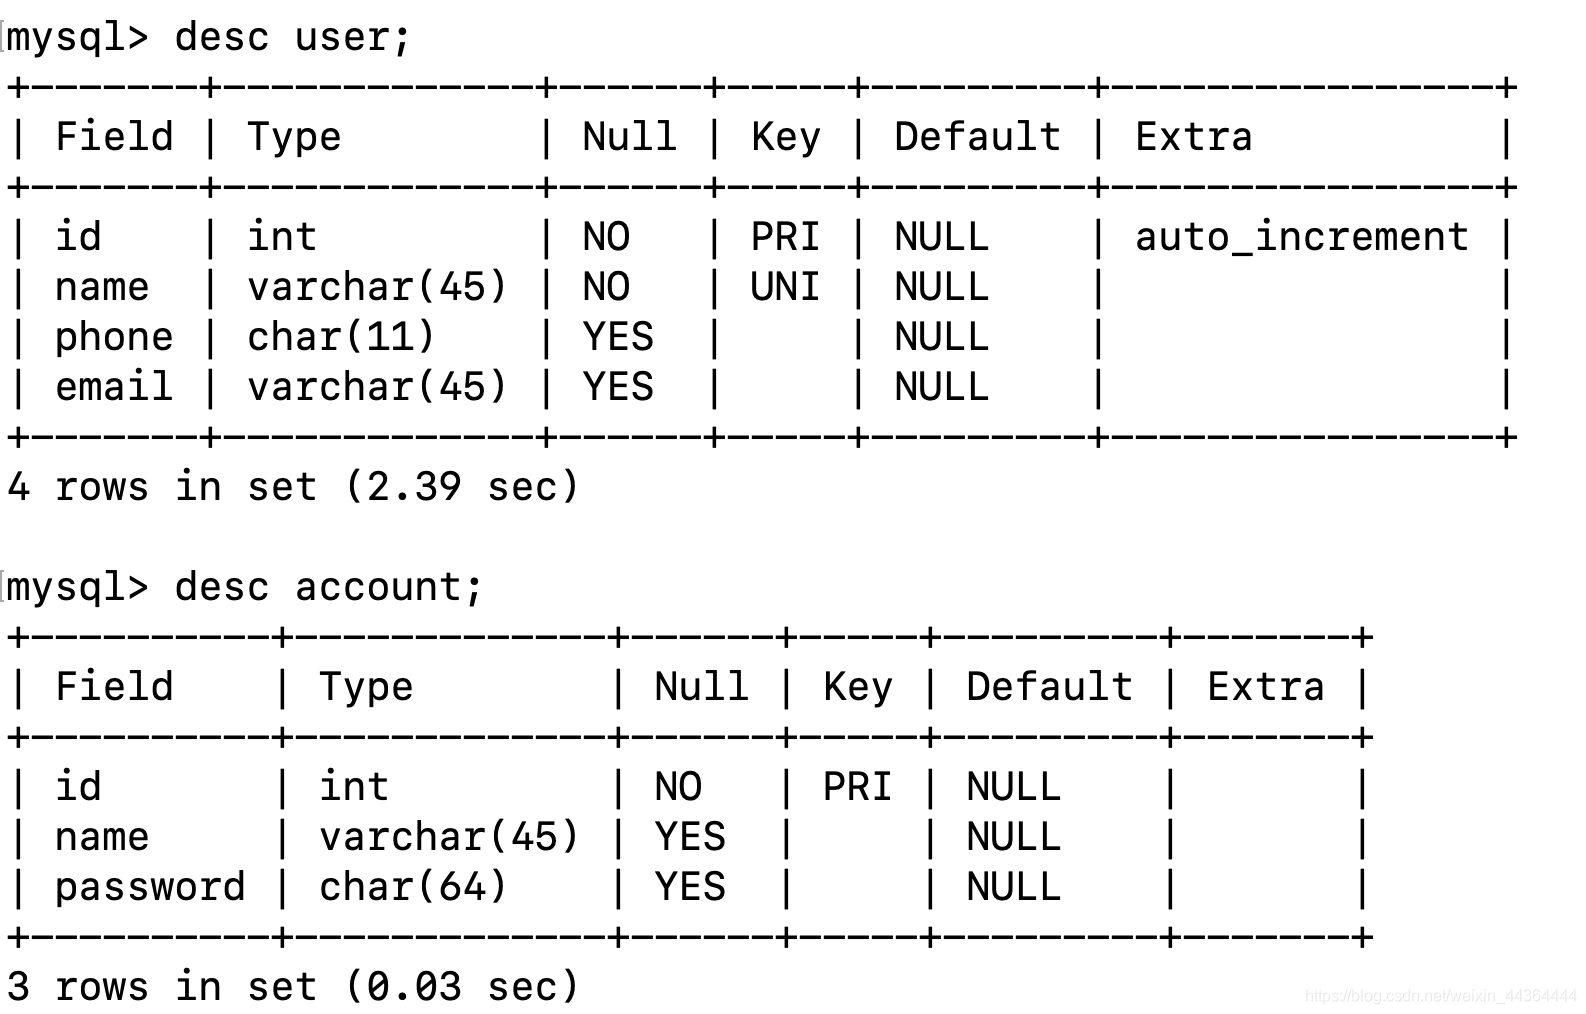 mysql> desc user;
+-------+-------------+------+-----+---------+----------------+
| Field | Type        | Null | Key | Default | Extra          |
+-------+-------------+------+-----+---------+----------------+
| id    | int         | NO   | PRI | NULL    | auto_increment |
| name  | varchar(45) | NO   | UNI | NULL    |                |
| phone | char(11)    | YES  |     | NULL    |                |
| email | varchar(45) | YES  |     | NULL    |                |
+-------+-------------+------+-----+---------+----------------+
4 rows in set (2.39 sec)

mysql> desc account;
+----------+-------------+------+-----+---------+-------+
| Field    | Type        | Null | Key | Default | Extra |
+----------+-------------+------+-----+---------+-------+
| id       | int         | NO   | PRI | NULL    |       |
| name     | varchar(45) | YES  |     | NULL    |       |
| password | char(64)    | YES  |     | NULL    |       |
+----------+-------------+------+-----+---------+-------+
3 rows in set (0.03 sec)
https://blog.csdn.net/weixin_44364444